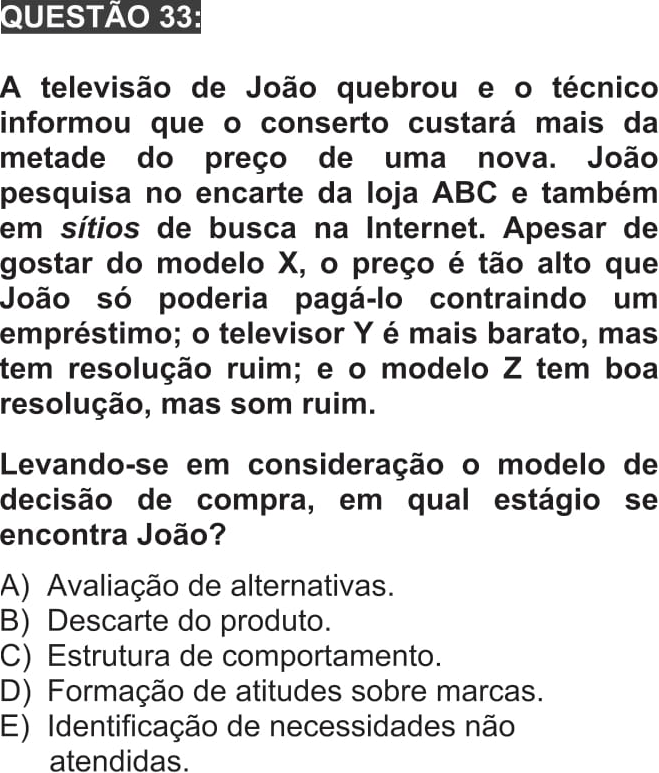 QUESTÃO 33:
A televisão de João quebrou e o técnico
informou que o conserto custará mais da
metade do preço de uma nova. João
pesquisa no encarte da loja ABC e também
em sítios de busca na Internet. Apesar de
gostar do modelo X, o preço é tão alto que
João só poderia pagá-lo contraindo um
empréstimo; o televisor Y é mais barato, mas
tem resolução ruim; e o modelo Z tem boa
resolução, mas som ruim.
Levando-se em consideração o modelo de
decisão de compra, em qual estágio se
encontra João?
A) Avaliação de alternativas.
B) Descarte do produto.
C) Estrutura de comportamento.
D) Formação de atitudes sobre marcas.
E) Identificação de necessidades não
atendidas.